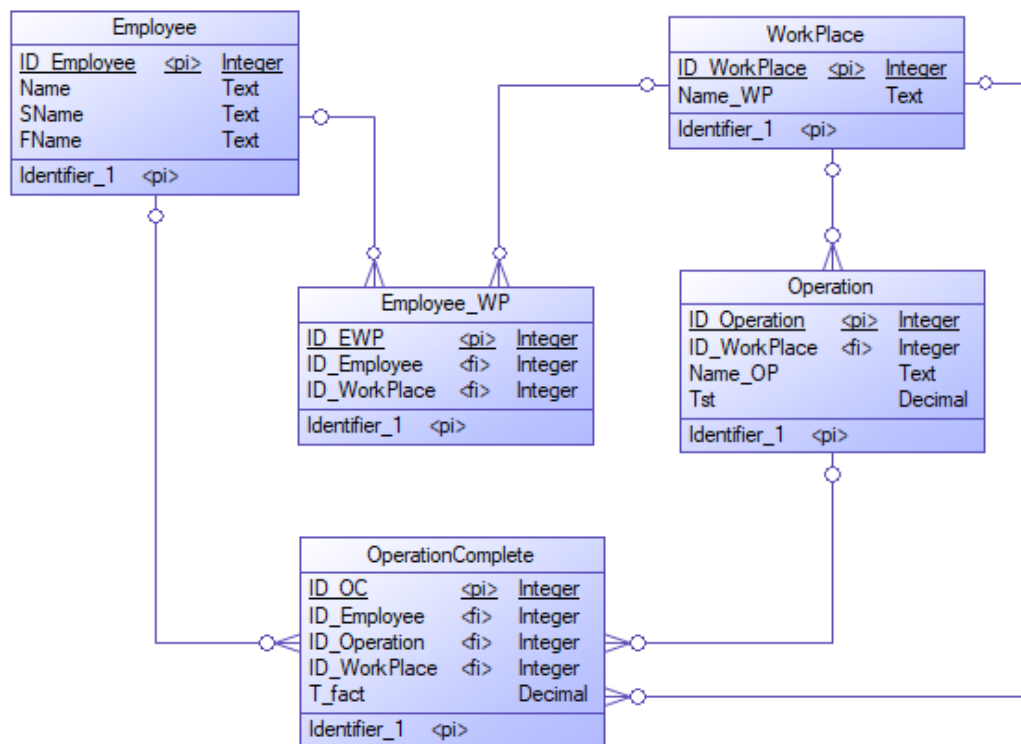 Employee
ID_Employee <pi> Integer
Name Text
SName Text
FName Text
Identifier_1 <pi>
WorkPlace
ID_WorkPlace <pi> Integer
Name_WP Text
Identifier_1 <pi>
Employee_WP
ID_EWP <pi> Integer
ID_Employee <fi> Integer
ID_WorkPlace <fi> Integer
Identifier_1 <pi>
Operation
ID_Operation <pi> Integer
ID_WorkPlace <fi> Integer
Name_OP Text
Tst Decimal
Identifier_1 <pi>
OperationComplete
ID_OC <pi> Integer
ID_Employee <fi> Integer
ID_Operation <fi> Integer
ID_WorkPlace <fi> Integer
T_fact Decimal
Identifier_1 <pi>